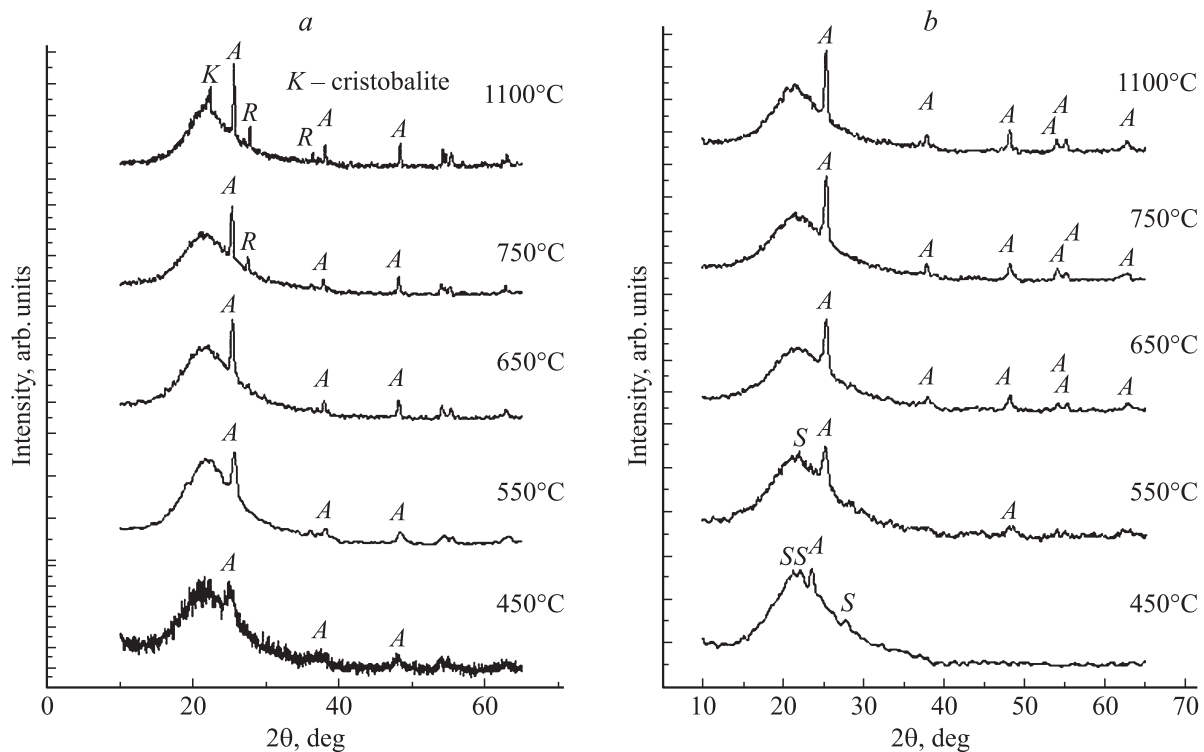 a
K A
K – cristobalite
1100°C
R R A A
A
750°C
R A A
A
650°C
A A
A
550°C
A A
A
450°C
A A
Intensity, arb. units
0 20 40 60
2θ, deg
b
A
1100°C
A A A A A
A
750°C
A A A A A
A
650°C
A A A A A
S A
550°C
A
SS A
450°C
S
Intensity, arb. units
10 20 30 40 50 60 70
2θ, deg